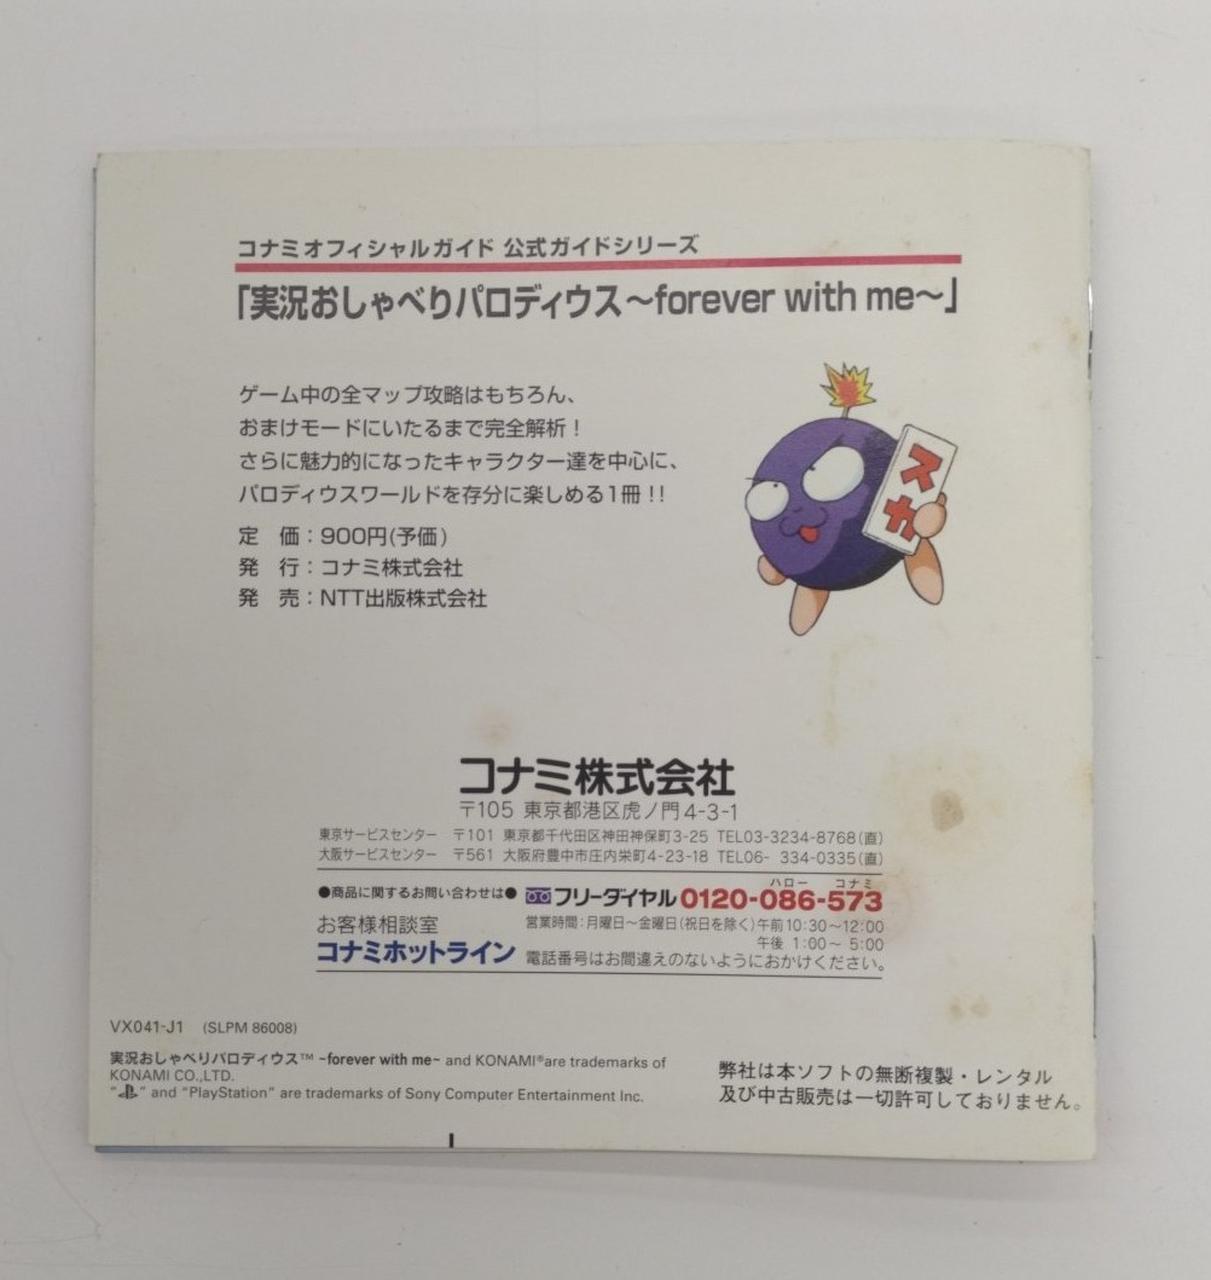 コナミオフィシャルガイド 公式ガイドシリーズ
「実況おしゃべりパロディウス〜forever with me〜」
ゲーム中の全マップ攻略はもちろん、
おまけモードにいたるまで完全解析！
さらに魅力的になったキャラクター達を中心に、
パロディウスワールドを存分に楽しめる1冊!!
定　価：900円(予価)
発　行：コナミ株式会社
発　売：NTT出版株式会社
スカ
コナミ株式会社
〒105 東京都港区虎ノ門4-3-1
東京サービスセンター 〒101 東京都千代田区神田神保町3-25 TEL03-3234-8768(直)
大阪サービスセンター 〒561 大阪府豊中市庄内栄町4-23-18 TEL06- 334-0335(直)
ハロー コナミ
●商品に関するお問い合わせは● フリーダイヤル 0120-086-573
お客様相談室 営業時間：月曜日〜金曜日(祝日を除く)午前10:30〜12:00
午後 1:00〜 5:00
コナミホットライン 電話番号はお間違えのないようにおかけください。
VX041-J1 (SLPM 86008)
実況おしゃべりパロディウス™ ~forever with me~ and KONAMI®are trademarks of
KONAMI CO.,LTD.
" " and "PlayStation" are trademarks of Sony Computer Entertainment Inc.
弊社は本ソフトの無断複製・レンタル
及び中古販売は一切許可しておりません。